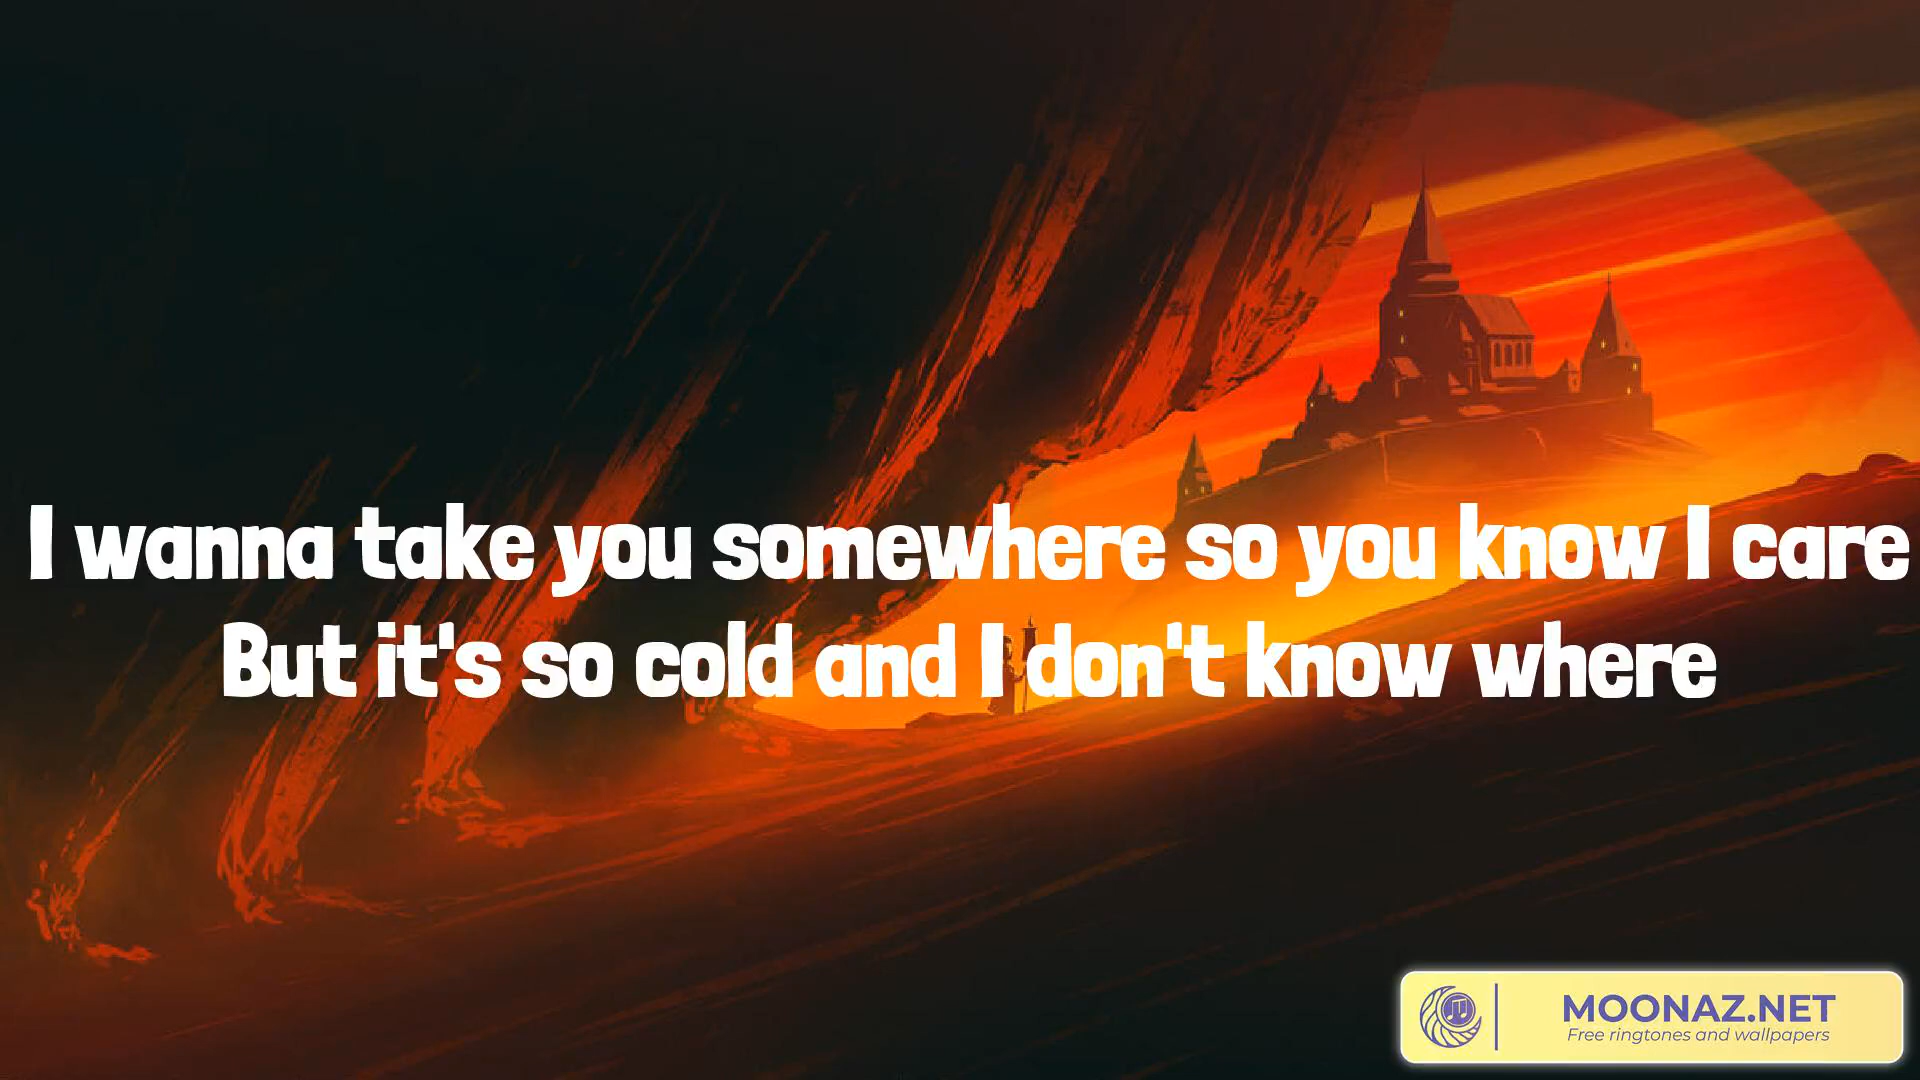 I wanna take you somewhere so you know I care
But it's so cold and I don't know where
MOONAZ.NET
Free ringtones and wallpapers